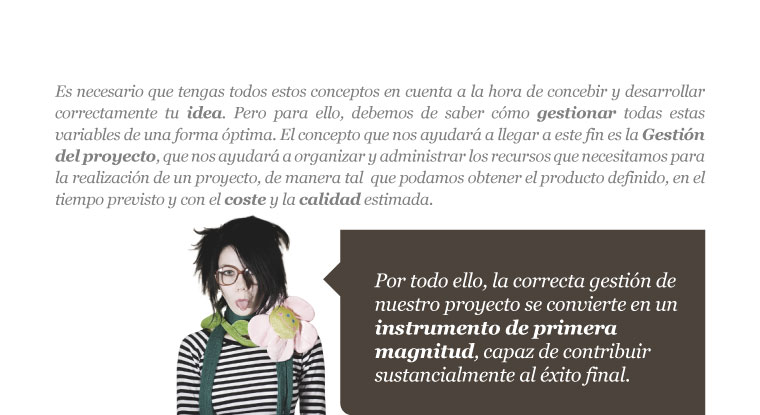 Es necesario que tengas todos estos conceptos en cuenta a la hora de concebir y desarrollar
correctamente tu idea. Pero para ello, debemos de saber cómo gestionar todas estas
variables de una forma óptima. El concepto que nos ayudará a llegar a este fin es la Gestión
del proyecto, que nos ayudará a organizar y administrar los recursos que necesitamos para
la realización de un proyecto, de manera tal que podamos obtener el producto definido, en el
tiempo previsto y con el coste y la calidad estimada.
Por todo ello, la correcta gestión de
nuestro proyecto se convierte en un
instrumento de primera
magnitud, capaz de contribuir
sustancialmente al éxito final.